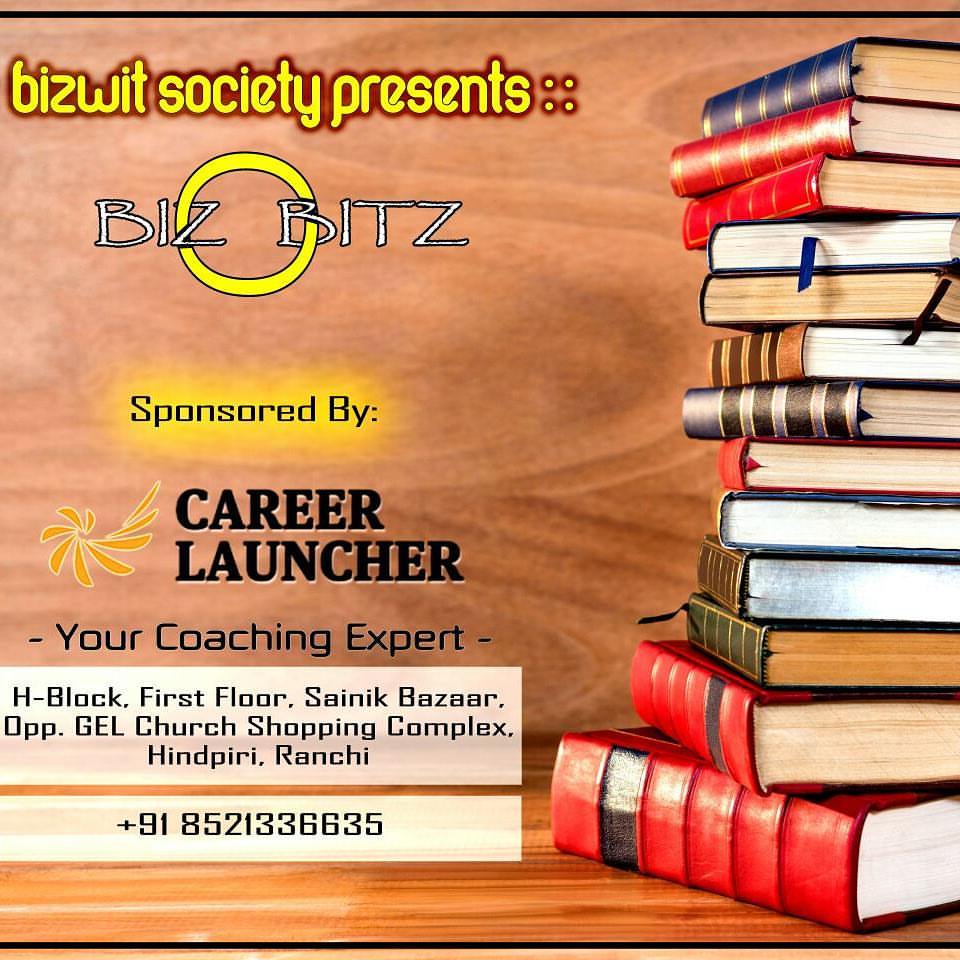 bizwit society presents ::
BIZ O BITZ
Sponsored By:
CAREER
LAUNCHER
- Your Coaching Expert -
H-Block, First Floor, Sainik Bazaar,
Opp. GEL Church Shopping Complex,
Hindpiri, Ranchi
+91 8521336635